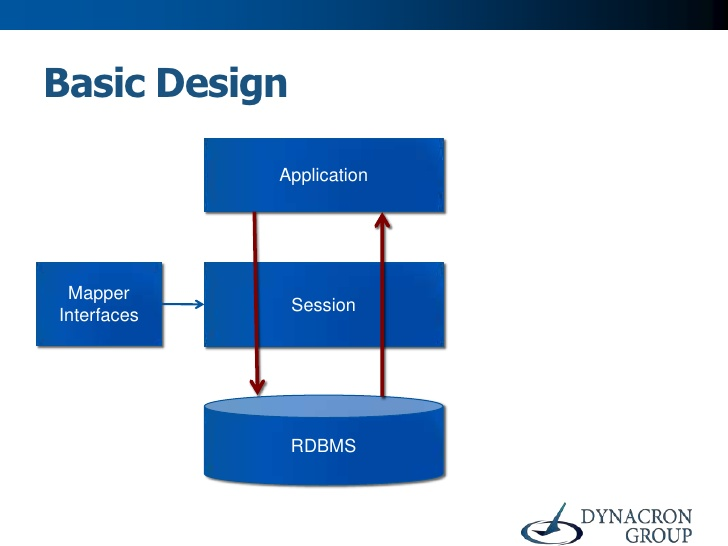 Basic Design
Application
Mapper
Interfaces
Session
RDBMS
DYNACRON
GROUP